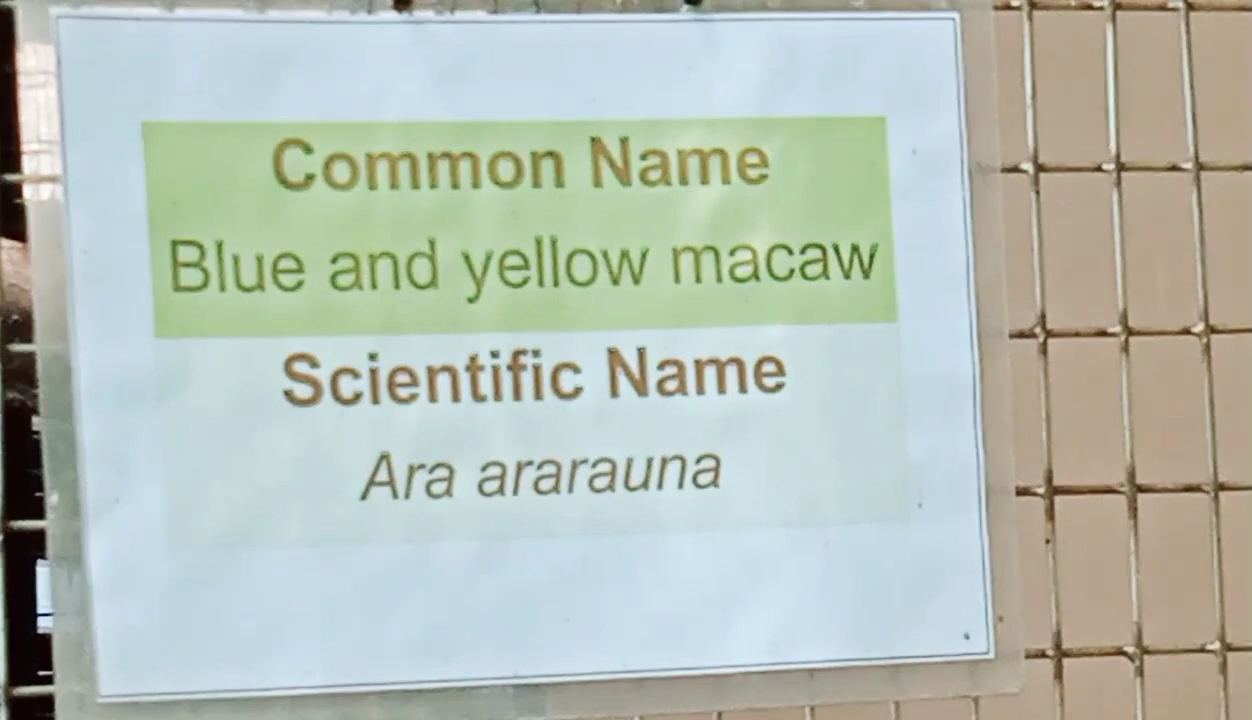 Common Name
Blue and yellow macaw
Scientific Name
Ara ararauna